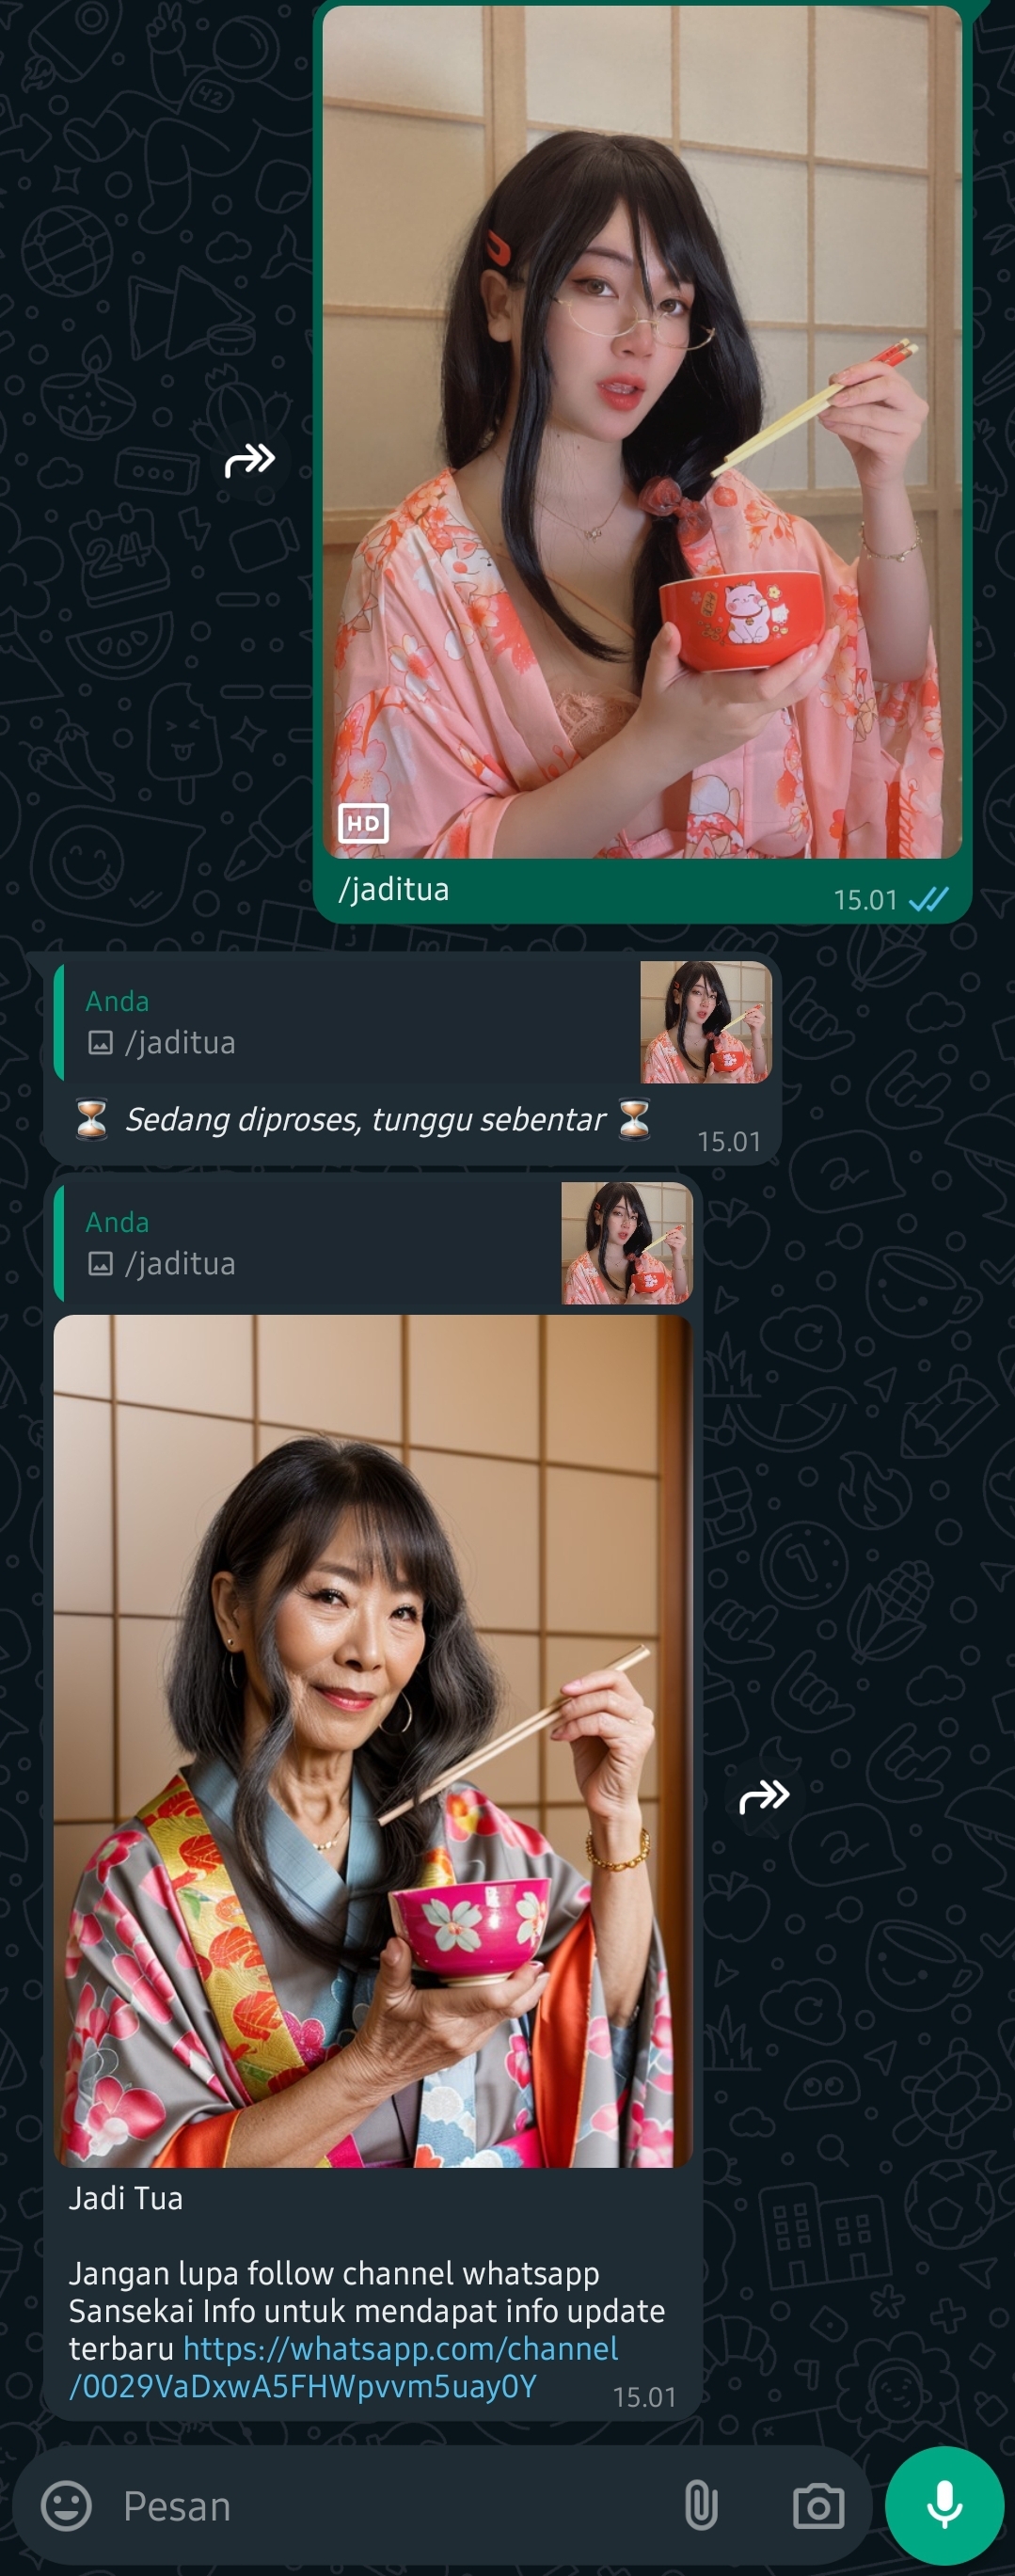 HD
/jaditua
15.01
Anda
/jaditua
Sedang diproses, tunggu sebentar
15.01
Anda
/jaditua
Jadi Tua
Jangan lupa follow channel whatsapp
Sansekai Info untuk mendapat info update
terbaru https://whatsapp.com/channel
/0029VaDxwA5FHWpvvm5uay0Y
15.01
Pesan